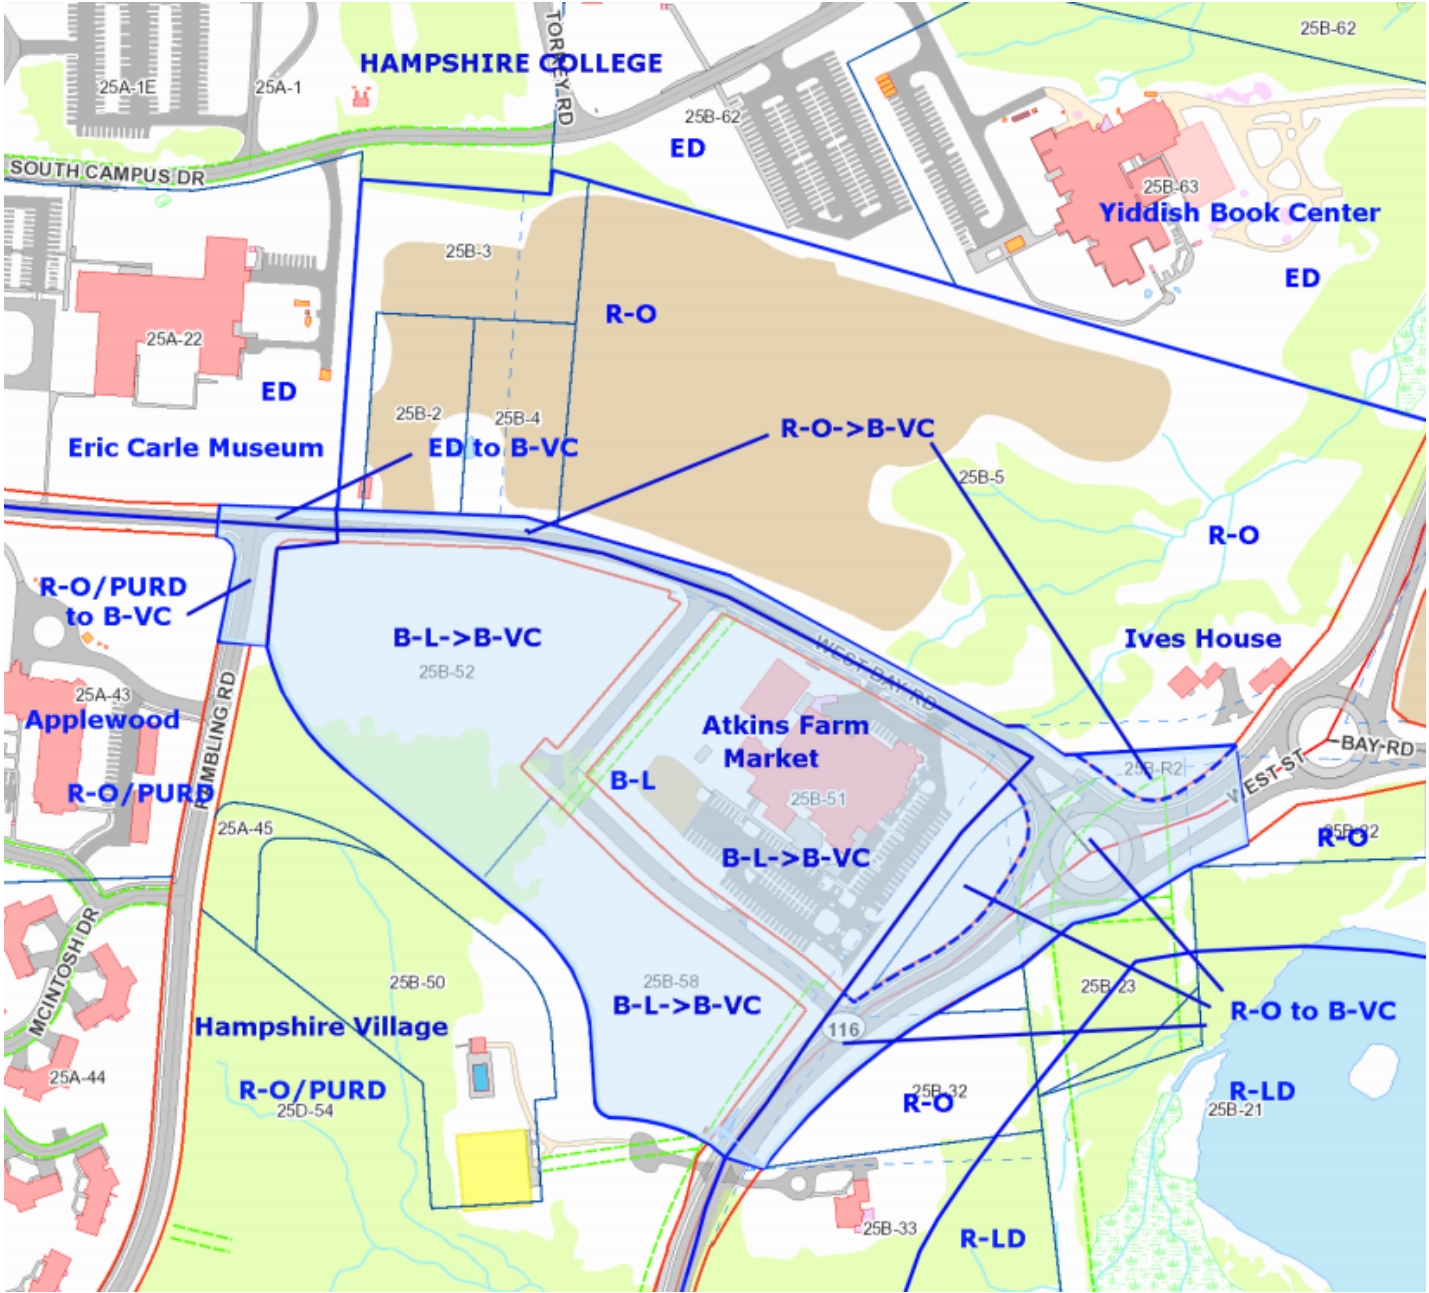 25B-62
HAMPSHIRE COLLEGE
TORREY RD
25A-1E
25A-1
25B-62
ED
SOUTH CAMPUS DR
25B-63
Yiddish Book Center
ED
25B-3
R-O
25A-22
ED
25B-2
25B-4
R-O->B-VC
Eric Carle Museum
ED to B-VC
25B-5
R-O
R-O/PURD
to B-VC
B-L->B-VC
25B-52
WEST BAY RD
Ives House
25A-43
Applewood
RAMBLING RD
Atkins Farm
Market
BAY RD
25B-R2
WEST ST
B-L
25B-51
R-O/PURD
25A-45
25B-22
R-O
B-L->B-VC
MCINTOSH DR
25B-50
25B-58
25B-23
B-L->B-VC
R-O to B-VC
Hampshire Village
116
25A-44
R-O/PURD
25D-54
25B-32
R-O
R-LD
25B-21
25B-33
R-LD